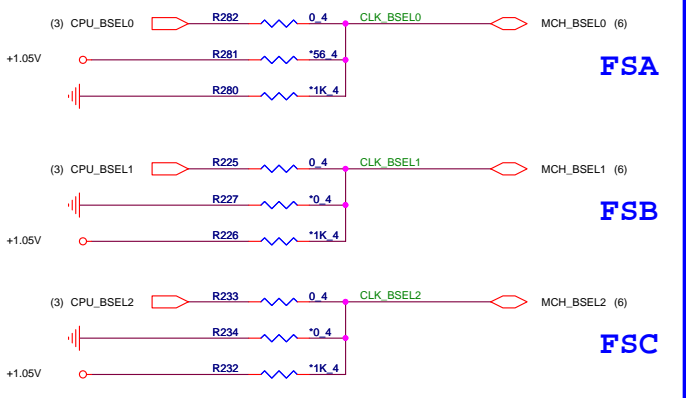 (3) CPU_BSEL0 R282 0_4 CLK_BSEL0 MCH_BSEL0 (6)
+1.05V R281 *56_4
FSA
R280 *1K_4
(3) CPU_BSEL1 R225 0_4 CLK_BSEL1 MCH_BSEL1 (6)
R227 *0_4
FSB
+1.05V R226 *1K_4
(3) CPU_BSEL2 R233 0_4 CLK_BSEL2 MCH_BSEL2 (6)
R234 *0_4
FSC
+1.05V R232 *1K_4